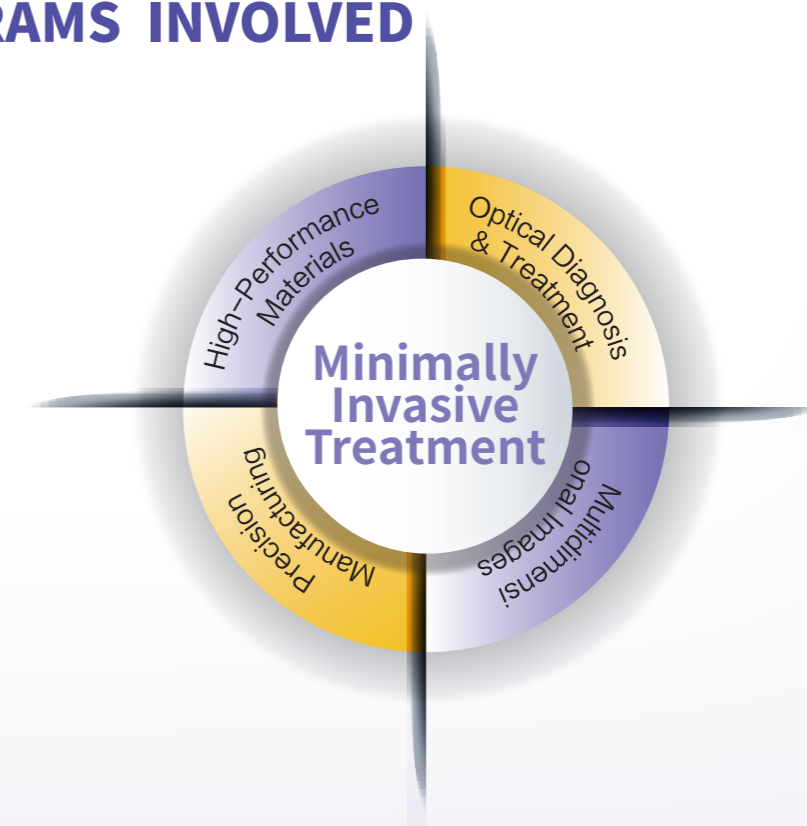 RAMS INVOLVED
High-Performance
Materials
Optical Diagnosis
& Treatment
Minimally
Invasive
Treatment
Precision
Manufacturing
Multidimensi
onal Images